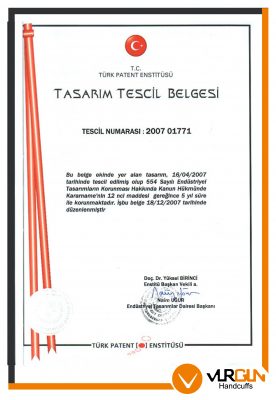 T.C.
TÜRK PATENT ENSTİTÜSÜ
TASARIM TESCİL BELGESİ
TESCİL NUMARASI : 2007 01771
Bu belge ekinde yer alan tasarım, 16/04/2007
tarihinde tescil edilmiş olup 554 Sayılı Endüstriyel
Tasarımların Korunması Hakkında Kanun Hükmünde
Kararname'nin 12 nci maddesi gereğince 5 yıl süre
ile korunmaktadır. İşbu belge 18/12/2007 tarihinde
düzenlenmiştir
Doç. Dr. Yüksel BİRİNCİ
Enstitü Başkan Vekili a.
Naim UĞUR
Endüstriyel Tasarımlar Dairesi Başkanı
TÜRK PATENT ENSTİTÜSÜ
VURGUN
Handcuffs